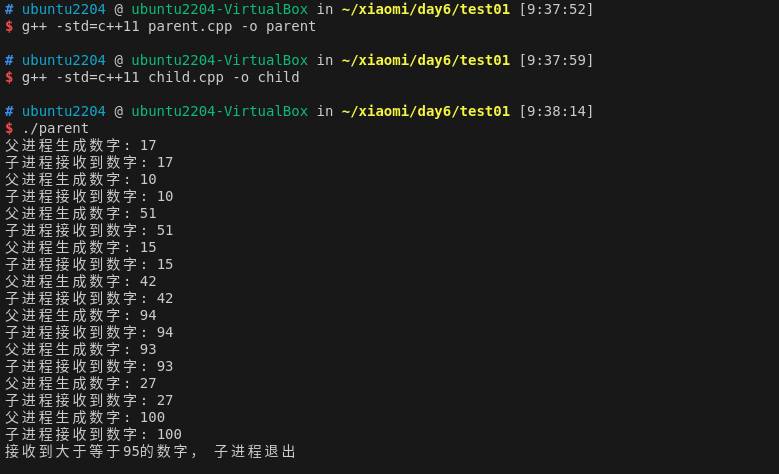 # ubuntu2204 @ ubuntu2204-VirtualBox in ~/xiaomi/day6/test01 [9:37:52]
$ g++ -std=c++11 parent.cpp -o parent
# ubuntu2204 @ ubuntu2204-VirtualBox in ~/xiaomi/day6/test01 [9:37:59]
$ g++ -std=c++11 child.cpp -o child
# ubuntu2204 @ ubuntu2204-VirtualBox in ~/xiaomi/day6/test01 [9:38:14]
$ ./parent
父进程生成数字: 17
子进程接收到数字: 17
父进程生成数字: 10
子进程接收到数字: 10
父进程生成数字: 51
子进程接收到数字: 51
父进程生成数字: 15
子进程接收到数字: 15
父进程生成数字: 42
子进程接收到数字: 42
父进程生成数字: 94
子进程接收到数字: 94
父进程生成数字: 93
子进程接收到数字: 93
父进程生成数字: 27
子进程接收到数字: 27
父进程生成数字: 100
子进程接收到数字: 100
接收到大于等于95的数字, 子进程退出